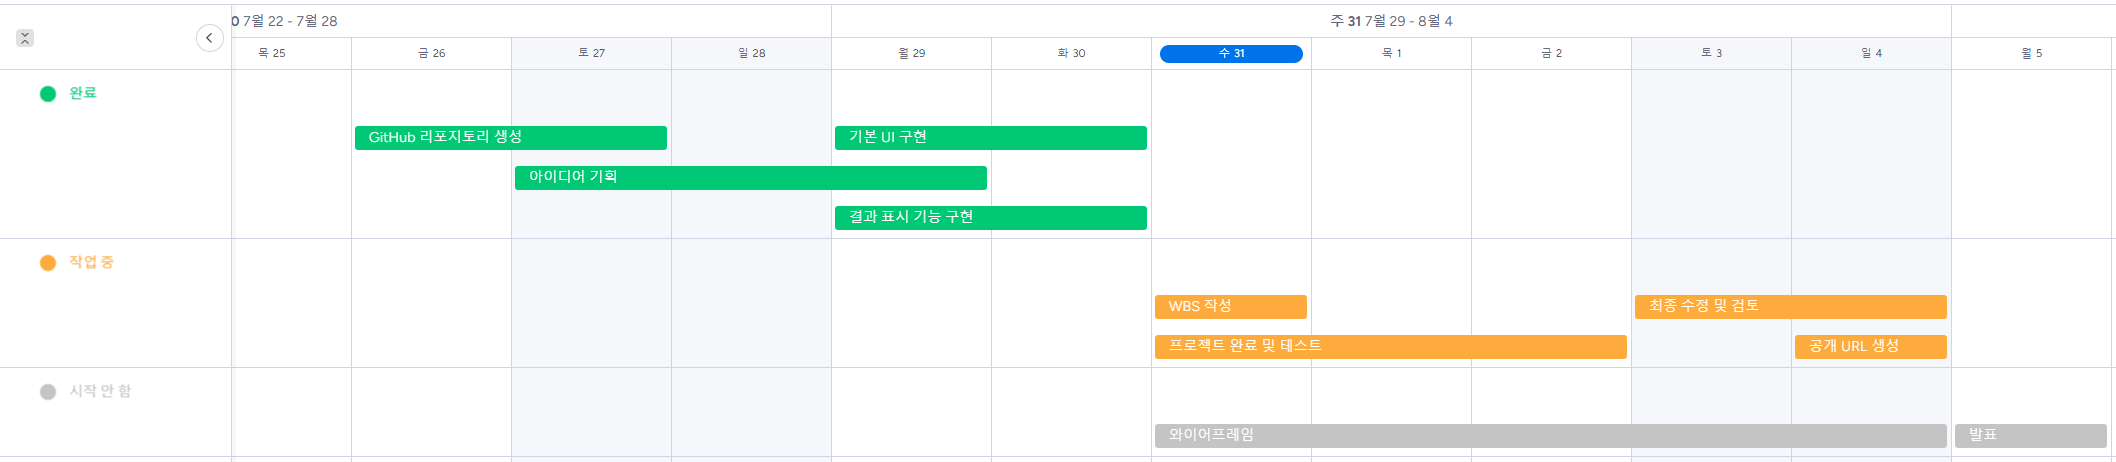 0 7월 22 - 7월 28
주 31 7월 29 - 8월 4
목 25
금 26
토 27
일 28
월 29
화 30
수 31
목 1
금 2
토 3
일 4
월 5
완료
GitHub 리포지토리 생성
기본 UI 구현
아이디어 기획
결과 표시 기능 구현
작업 중
WBS 작성
최종 수정 및 검토
프로젝트 완료 및 테스트
공개 URL 생성
시작 안 함
와이어프레임
발표